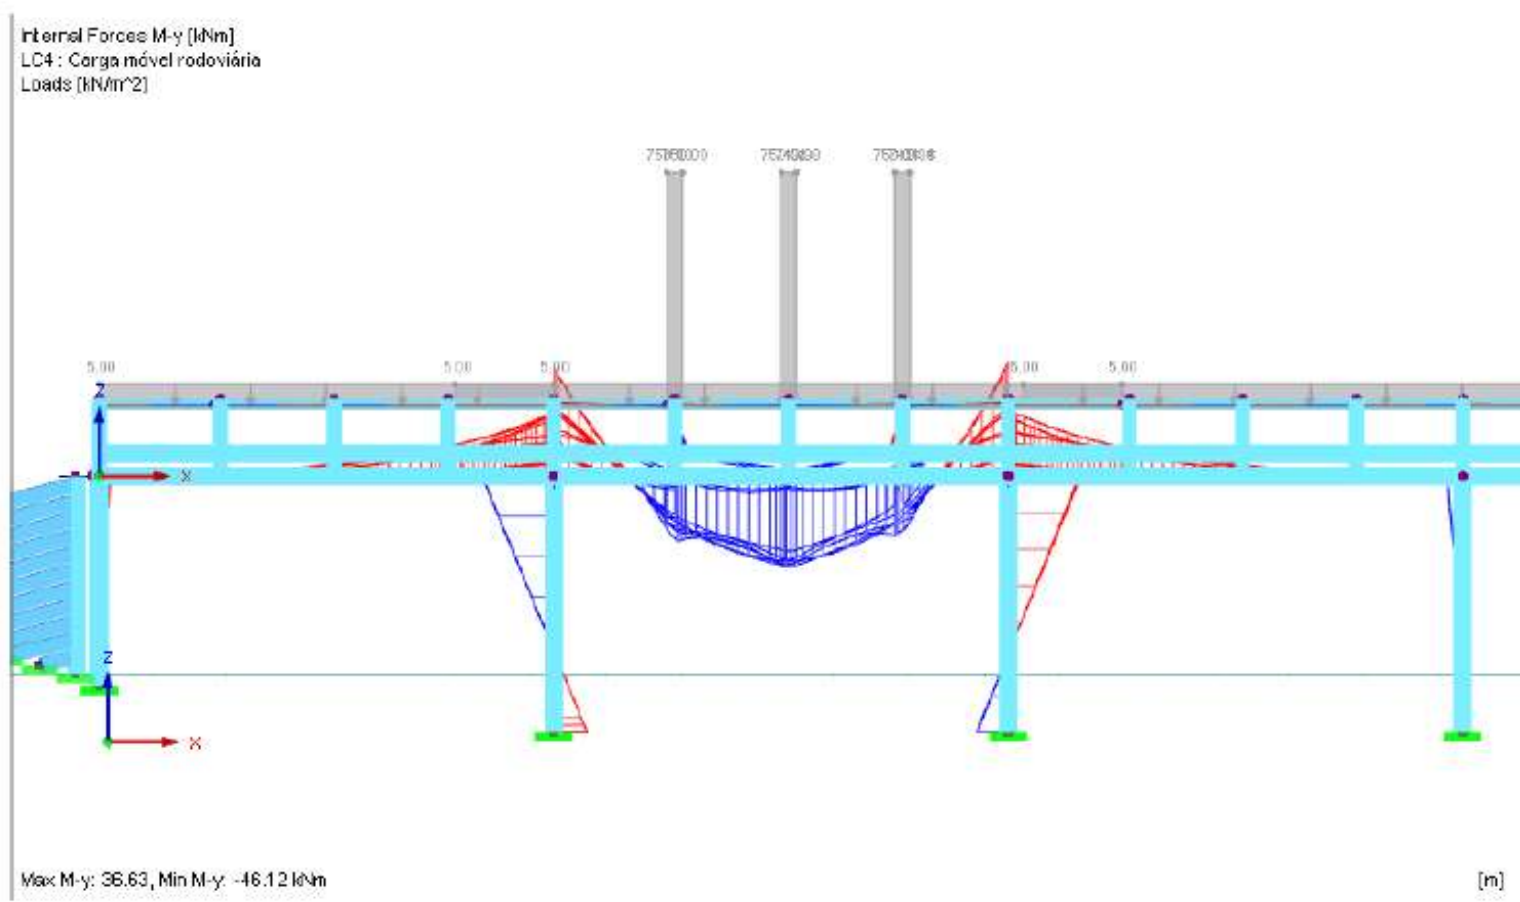 Internal Forces M-y [kNm]
LC4 : Carga móvel rodoviária
Loads [kN/m^2]
5.00 5.00 5.00 5.00 5.00
Z
X
Z
X
Max M-y: 36.63, Min M-y: -46.12 kNm
[m]